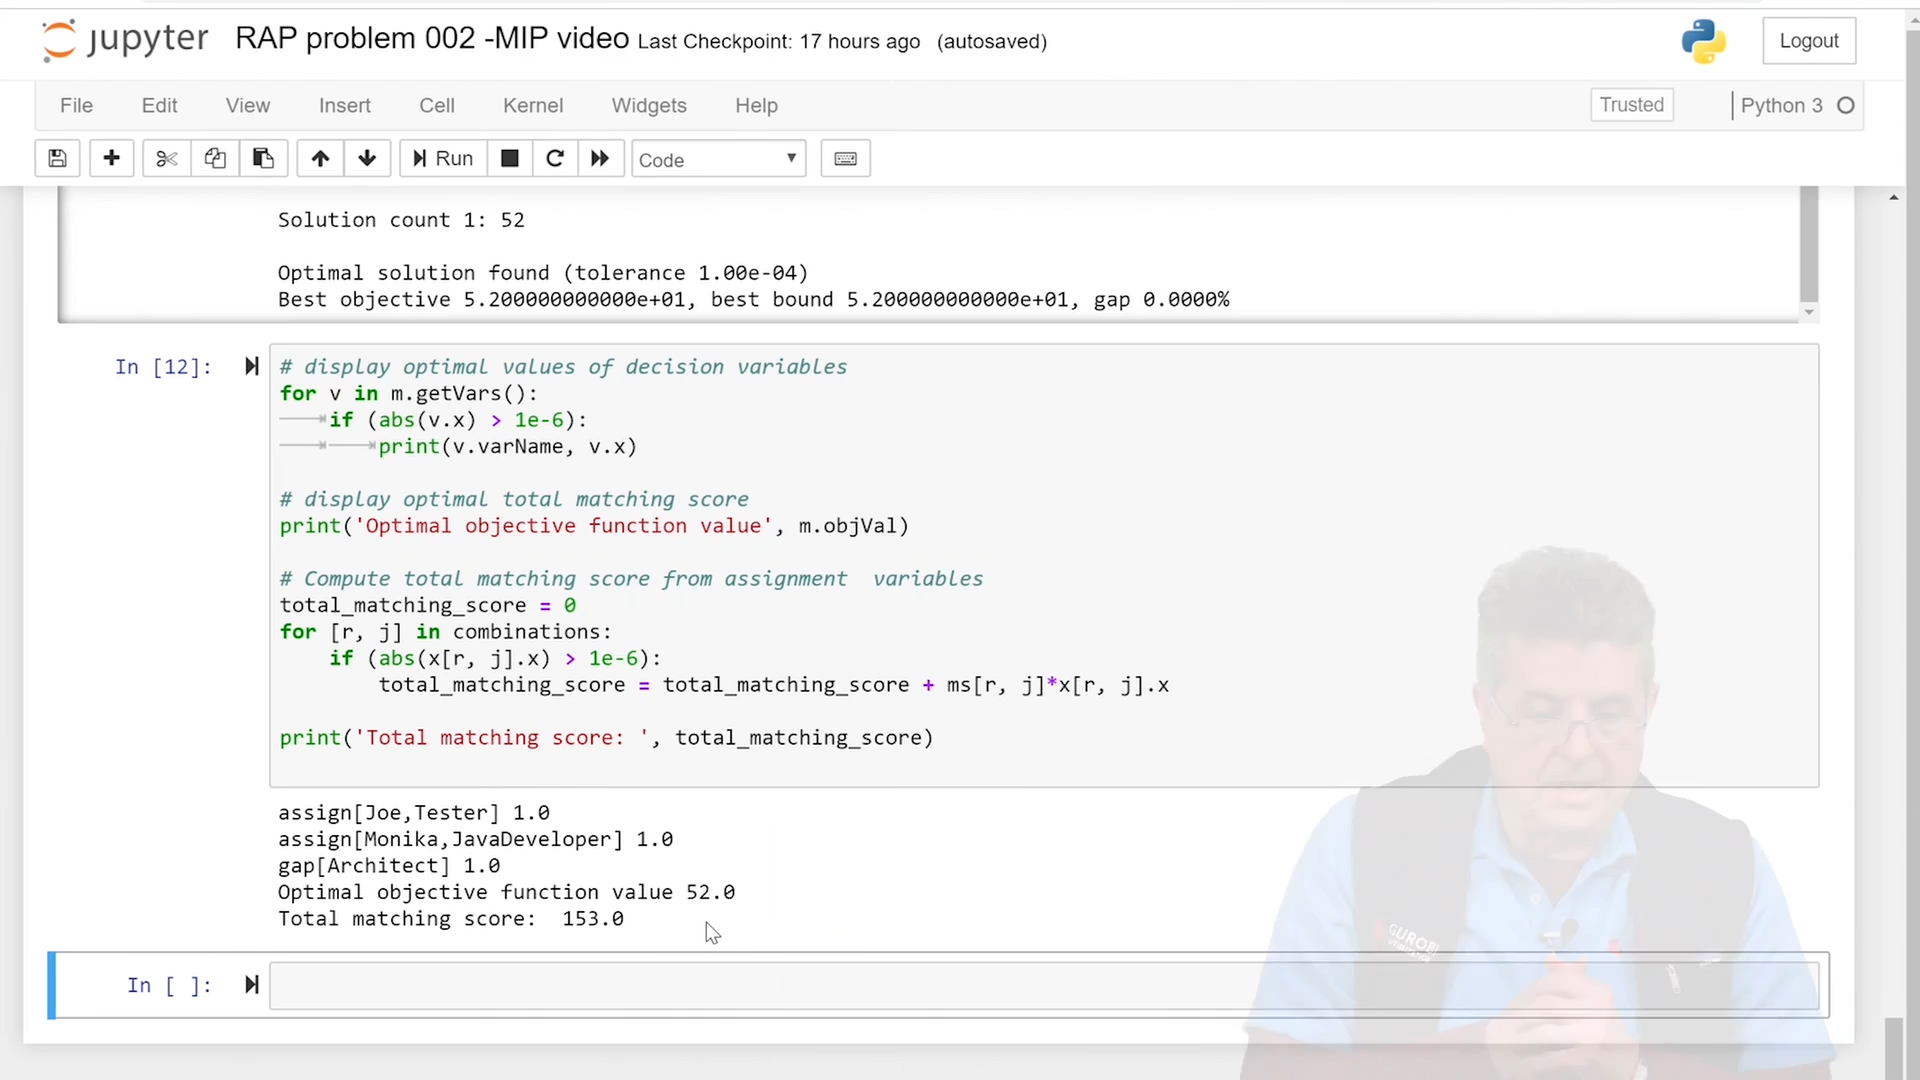 jupyter RAP problem 002 -MIP video Last Checkpoint: 17 hours ago (autosaved) Logout
File Edit View Insert Cell Kernel Widgets Help Trusted Python 3
Run Code
Solution count 1: 52
Optimal solution found (tolerance 1.00e-04)
Best objective 5.200000000000e+01, best bound 5.200000000000e+01, gap 0.0000%
In [12]: # display optimal values of decision variables
for v in m.getVars():
if (abs(v.x) > 1e-6):
print(v.varName, v.x)
# display optimal total matching score
print('Optimal objective function value', m.objVal)
# Compute total matching score from assignment  variables
total_matching_score = 0
for [r, j] in combinations:
if (abs(x[r, j].x) > 1e-6):
total_matching_score = total_matching_score + ms[r, j]*x[r, j].x
print('Total matching score: ', total_matching_score)
assign[Joe,Tester] 1.0
assign[Monika,JavaDeveloper] 1.0
gap[Architect] 1.0
Optimal objective function value 52.0
Total matching score:  153.0
GUROBI
In [ ]: